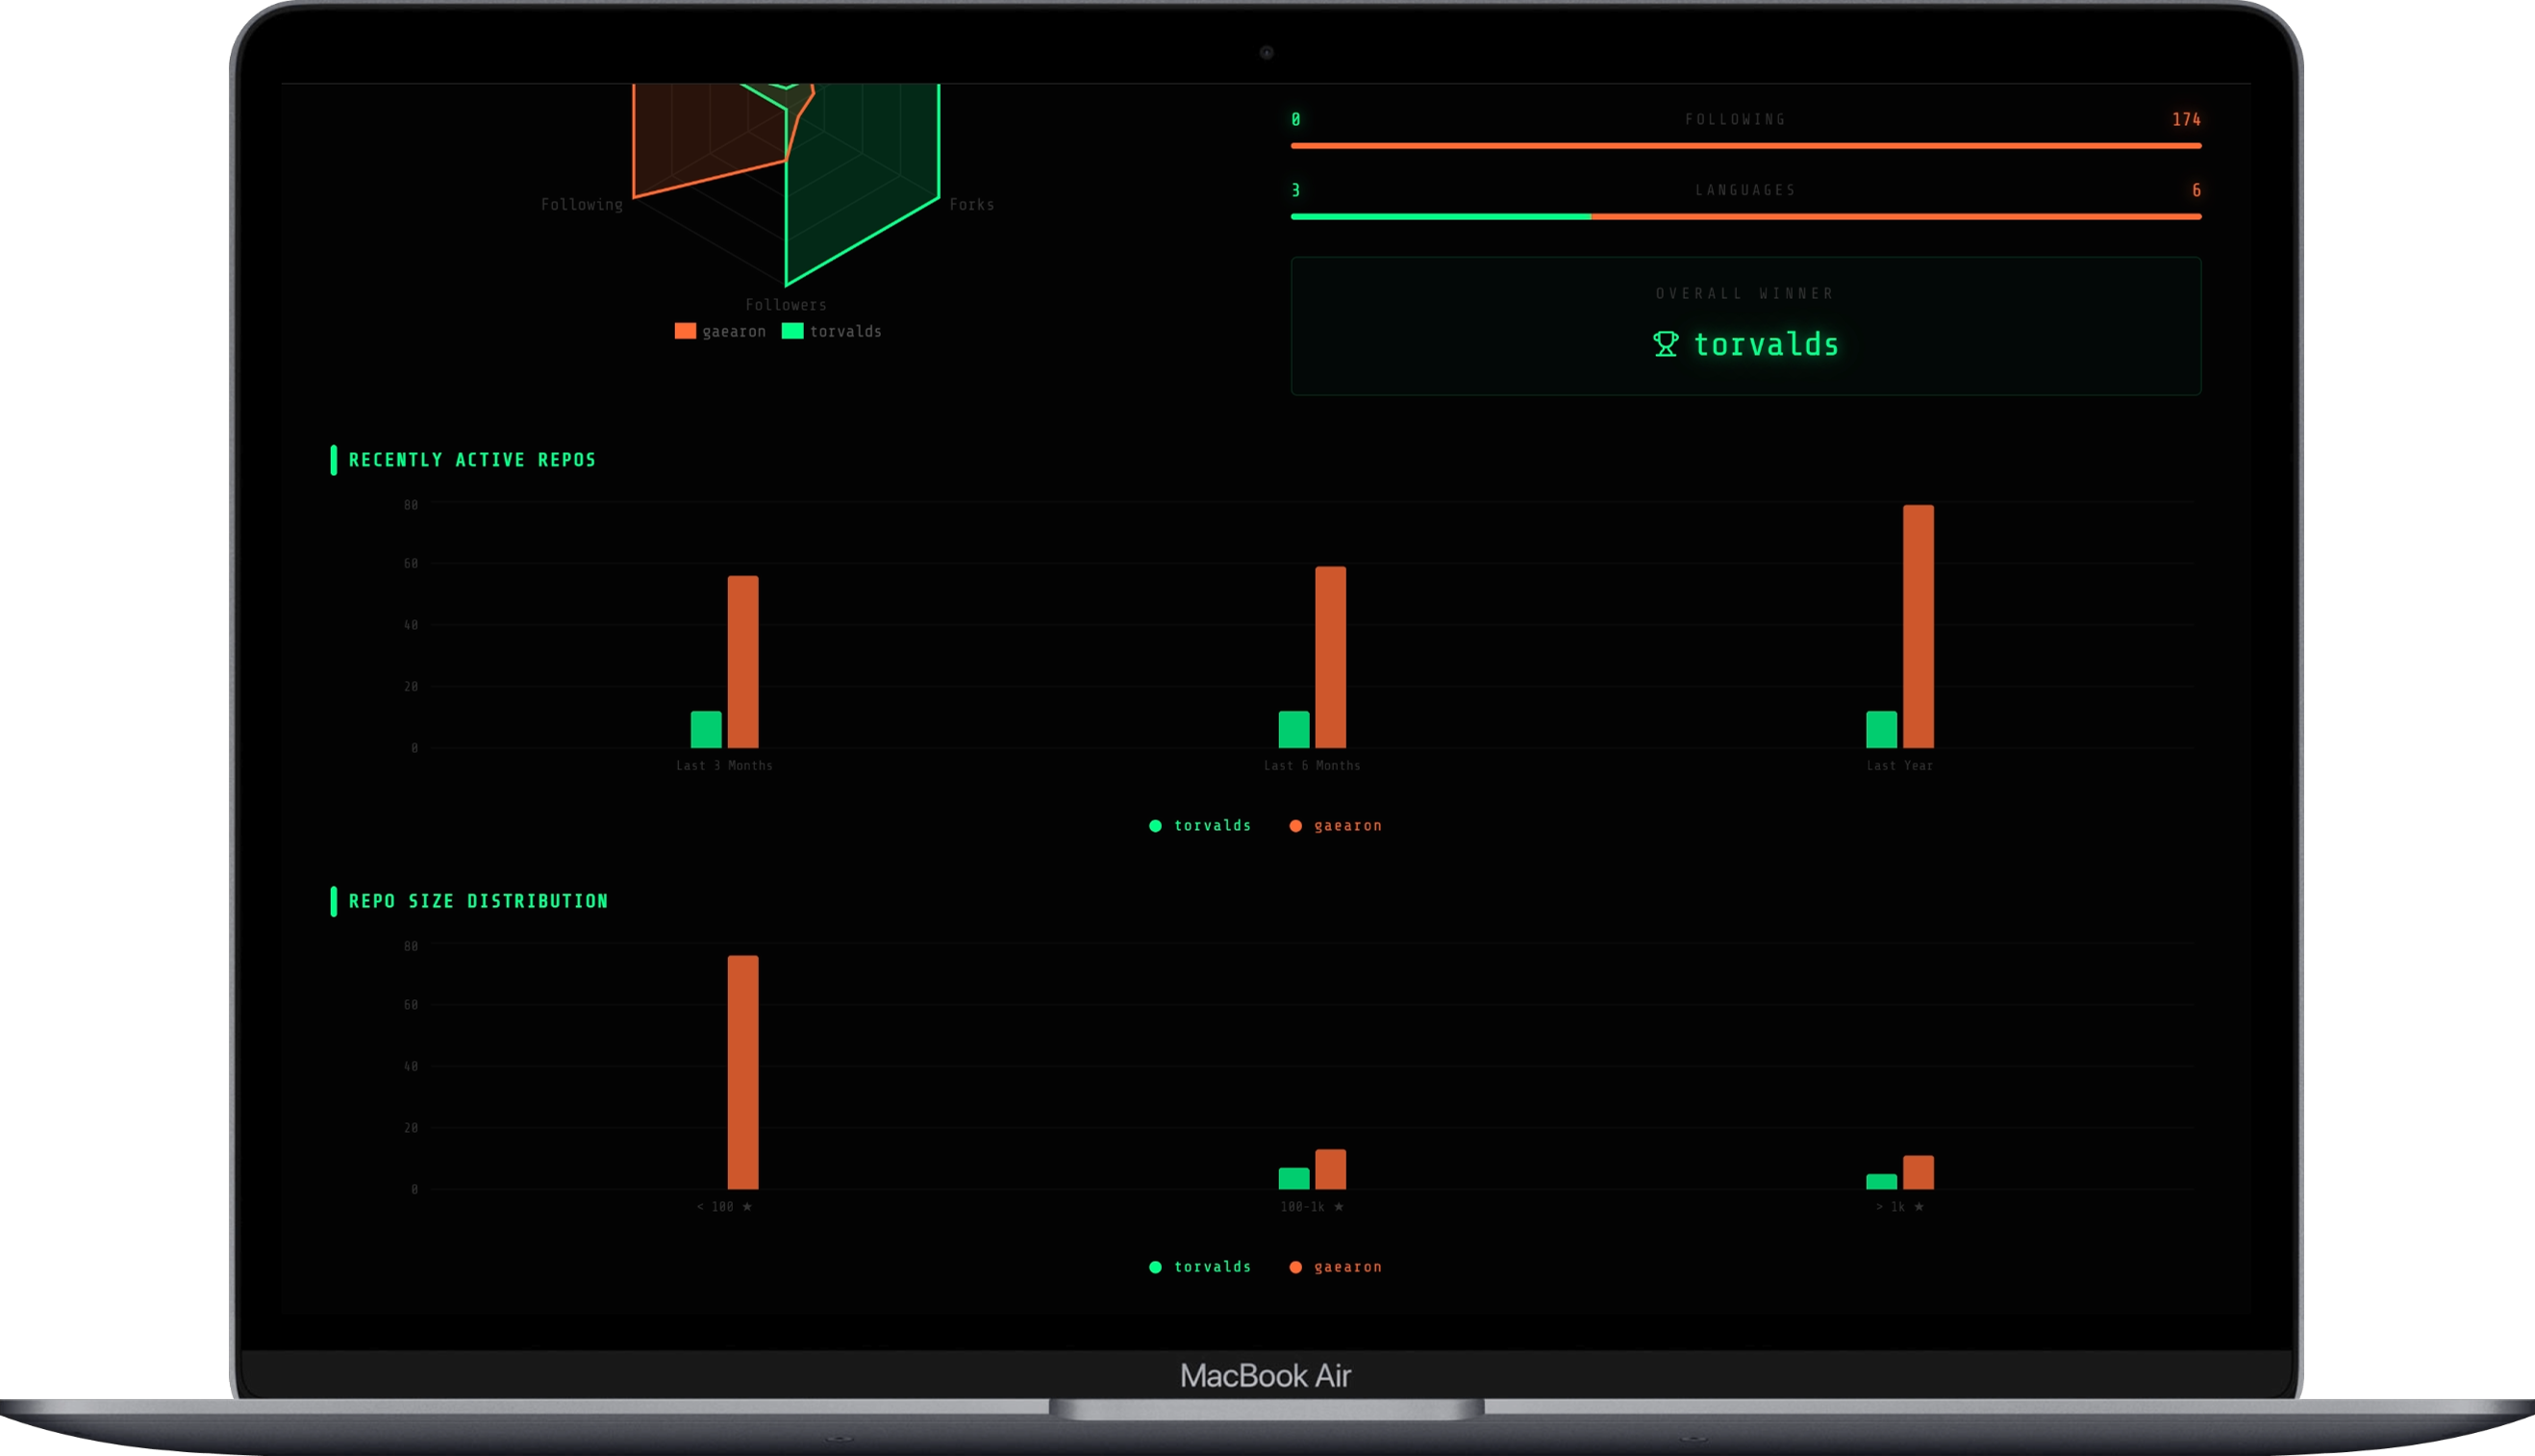 0 FOLLOWING 174
3 LANGUAGES 6
Following
Forks
Followers
gaearon torvalds
OVERALL WINNER
torvalds
RECENTLY ACTIVE REPOS
80
60
40
20
0
Last 3 Months Last 6 Months Last Year
torvalds gaearon
REPO SIZE DISTRIBUTION
80
60
40
20
0
< 100 ★ 100-1k ★ > 1k ★
torvalds gaearon
MacBook Air